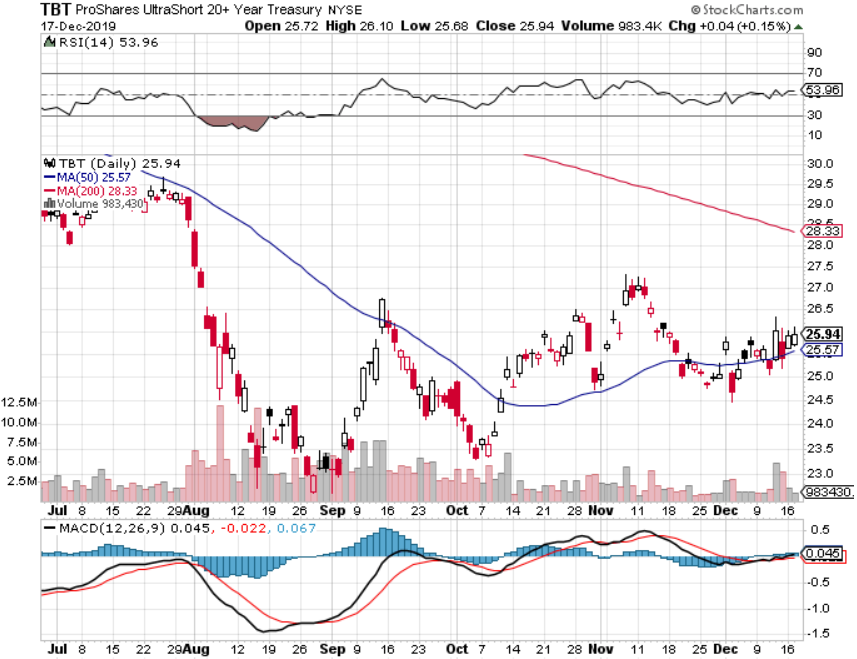 TBT ProShares UltraShort 20+ Year Treasury NYSE
© StockCharts.com
17-Dec-2019
Open 25.72 High 26.10 Low 25.68 Close 25.94 Volume 983.4K Chg +0.04 (+0.15%)
RSI(14) 53.96
90
70
53.96
30
10
TBT (Daily) 25.94
MA(50) 25.57
MA(200) 28.33
Volume 983,430
30.0
29.5
29.0
28.5
28.33
28.0
27.5
27.0
26.5
25.94
25.57
25.0
24.5
24.0
23.5
23.0
983430.
12.5M
10.0M
7.5M
5.0M
2.5M
Jul 8 15 22 29 Aug 12 19 26 Sep 9 16 23 Oct 7 14 21 28 Nov 11 18 25 Dec 9 16
MACD(12,26,9) 0.045, -0.022, 0.067
0.5
0.045
-0.5
-1.0
-1.5
Jul 8 15 22 29 Aug 12 19 26 Sep 9 16 23 Oct 7 14 21 28 Nov 11 18 25 Dec 9 16